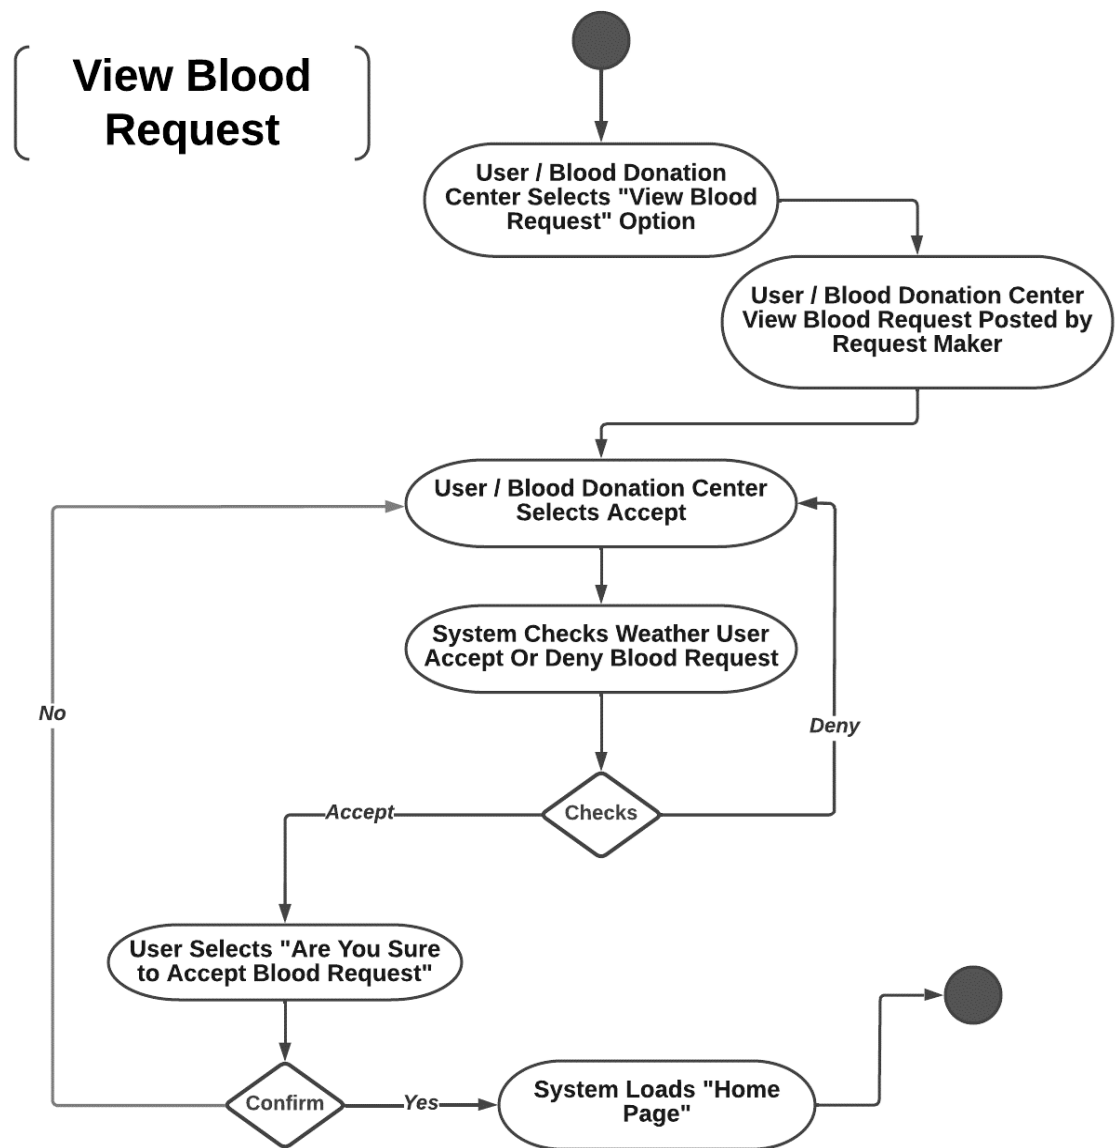 View Blood
Request
User / Blood Donation
Center Selects "View Blood
Request" Option
User / Blood Donation Center
View Blood Request Posted by
Request Maker
User / Blood Donation Center
Selects Accept
System Checks Weather User
Accept Or Deny Blood Request
No
Deny
Accept
Checks
User Selects "Are You Sure
to Accept Blood Request"
Confirm
Yes
System Loads "Home
Page"